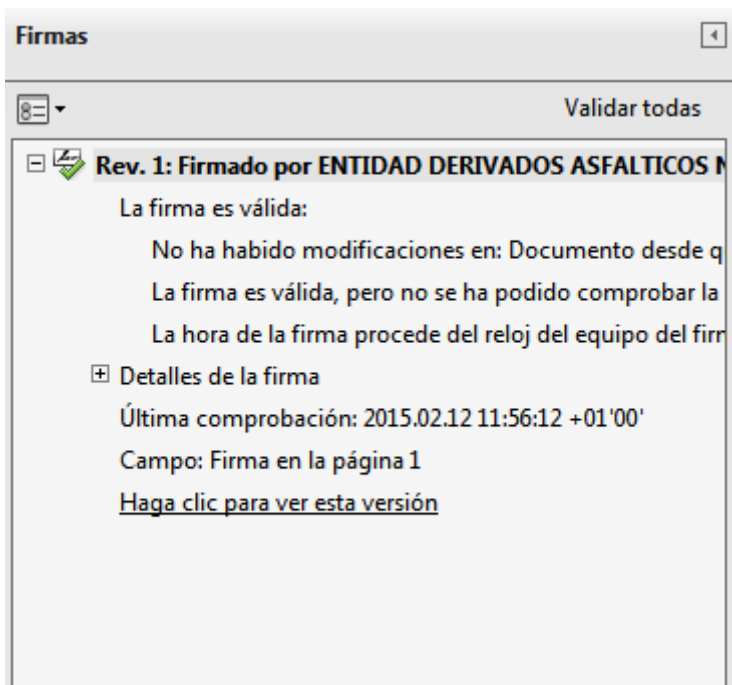 Firmas
Validar todas
Rev. 1: Firmado por ENTIDAD DERIVADOS ASFALTICOS
La firma es válida:
No ha habido modificaciones en: Documento desde
La firma es válida, pero no se ha podido comprobar la
La hora de la firma procede del reloj del equipo del
Detalles de la firma
Última comprobación: 2015.02.12 11:56:12 +01'00'
Campo: Firma en la página 1
Haga clic para ver esta versión